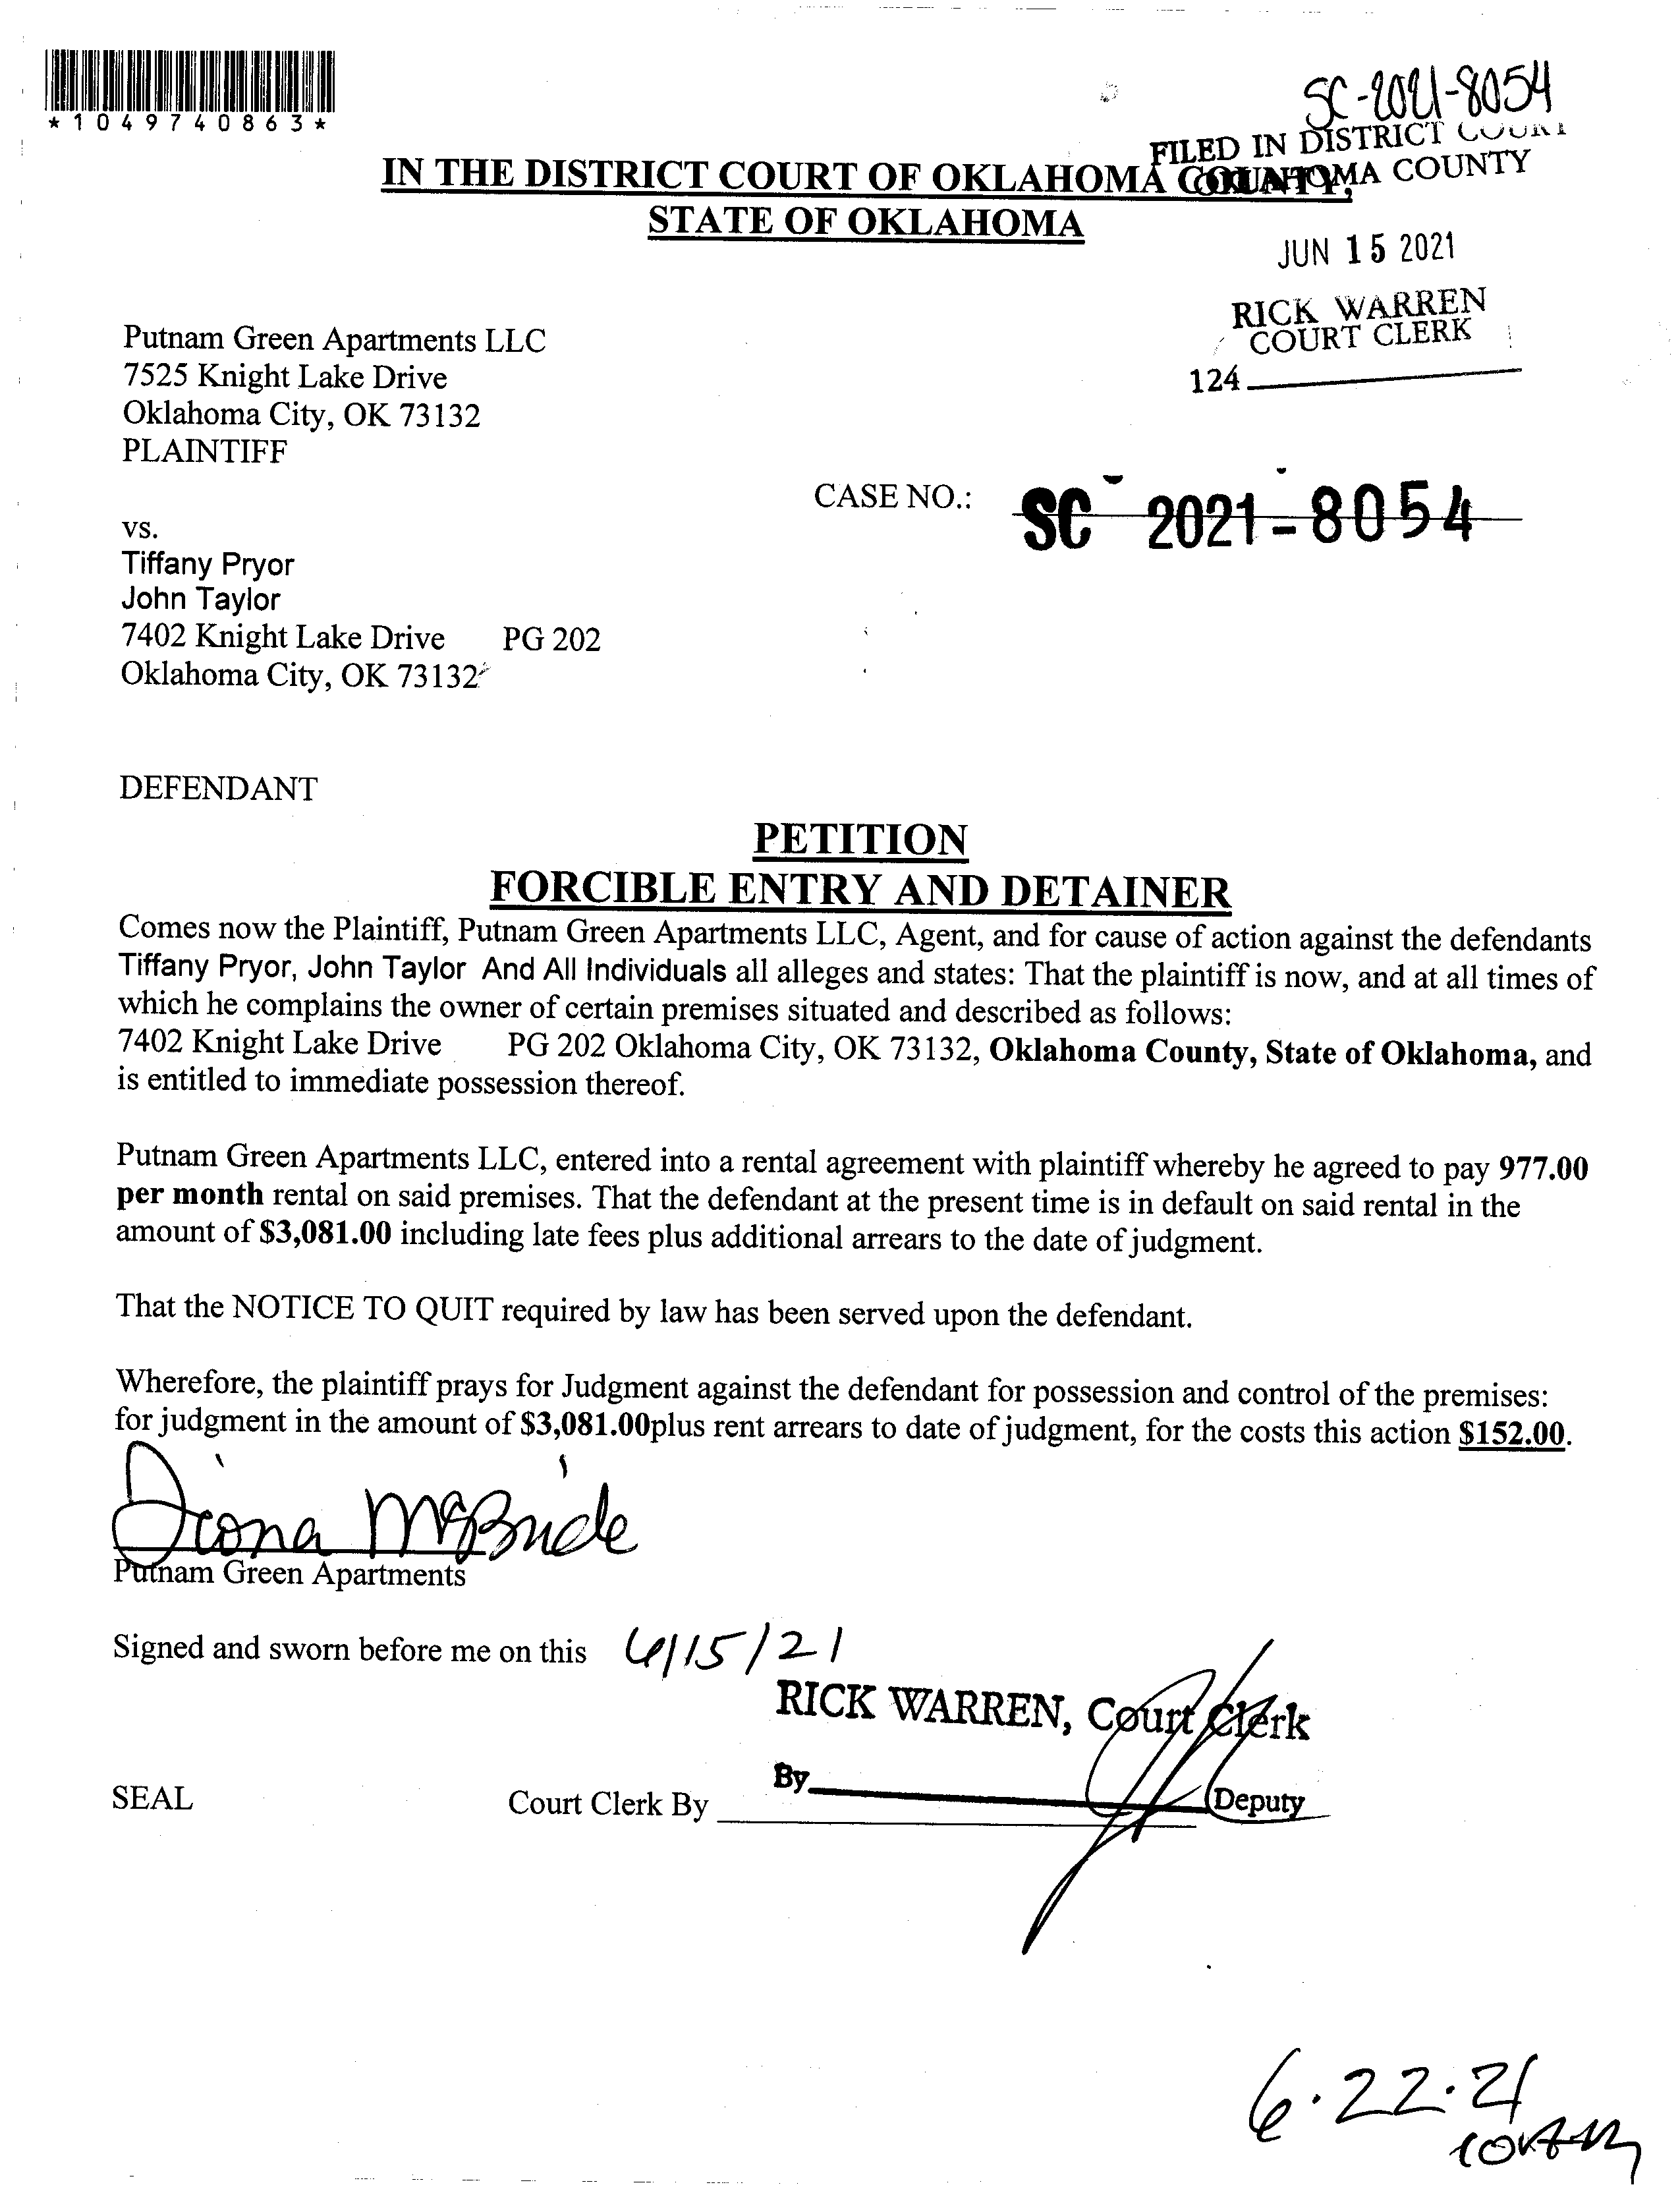 *1049740863*
SC-2021-8054
FILED IN DISTRICT COURT
OKLAHOMA COUNTY
IN THE DISTRICT COURT OF OKLAHOMA COUNTY,
STATE OF OKLAHOMA
JUN 15 2021
RICK WARREN
COURT CLERK
124
Putnam Green Apartments LLC
7525 Knight Lake Drive
Oklahoma City, OK 73132
PLAINTIFF
CASE NO.: SC 2021-8054
vs.
Tiffany Pryor
John Taylor
7402 Knight Lake Drive PG 202
Oklahoma City, OK 73132
DEFENDANT
PETITION
FORCIBLE ENTRY AND DETAINER
Comes now the Plaintiff, Putnam Green Apartments LLC, Agent, and for cause of action against the defendants
Tiffany Pryor, John Taylor And All Individuals all alleges and states: That the plaintiff is now, and at all times of
which he complains the owner of certain premises situated and described as follows:
7402 Knight Lake Drive PG 202 Oklahoma City, OK 73132, Oklahoma County, State of Oklahoma, and
is entitled to immediate possession thereof.
Putnam Green Apartments LLC, entered into a rental agreement with plaintiff whereby he agreed to pay 977.00
per month rental on said premises. That the defendant at the present time is in default on said rental in the
amount of $3,081.00 including late fees plus additional arrears to the date of judgment.
That the NOTICE TO QUIT required by law has been served upon the defendant.
Wherefore, the plaintiff prays for Judgment against the defendant for possession and control of the premises:
for judgment in the amount of $3,081.00plus rent arrears to date of judgment, for the costs this action $152.00.
Diona McBride
Putnam Green Apartments
Signed and sworn before me on this 6/15/21
RICK WARREN, Court Clerk
By Deputy
SEAL Court Clerk By
6.22.21
10AM